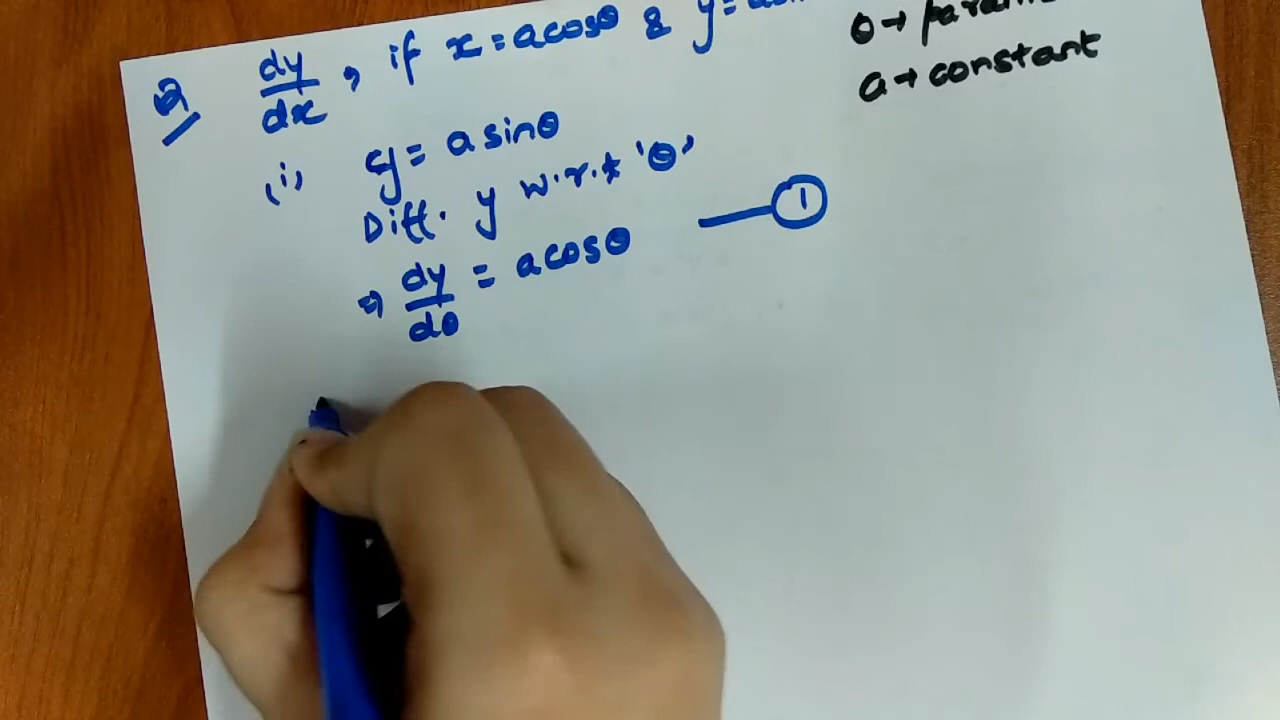 Q dy/dx, if x = a cosθ & y =
θ → 
a → constant
(i) y = a sinθ
Diff. y w.r.t 'θ'
⇒ dy/dθ = a cosθ — ①